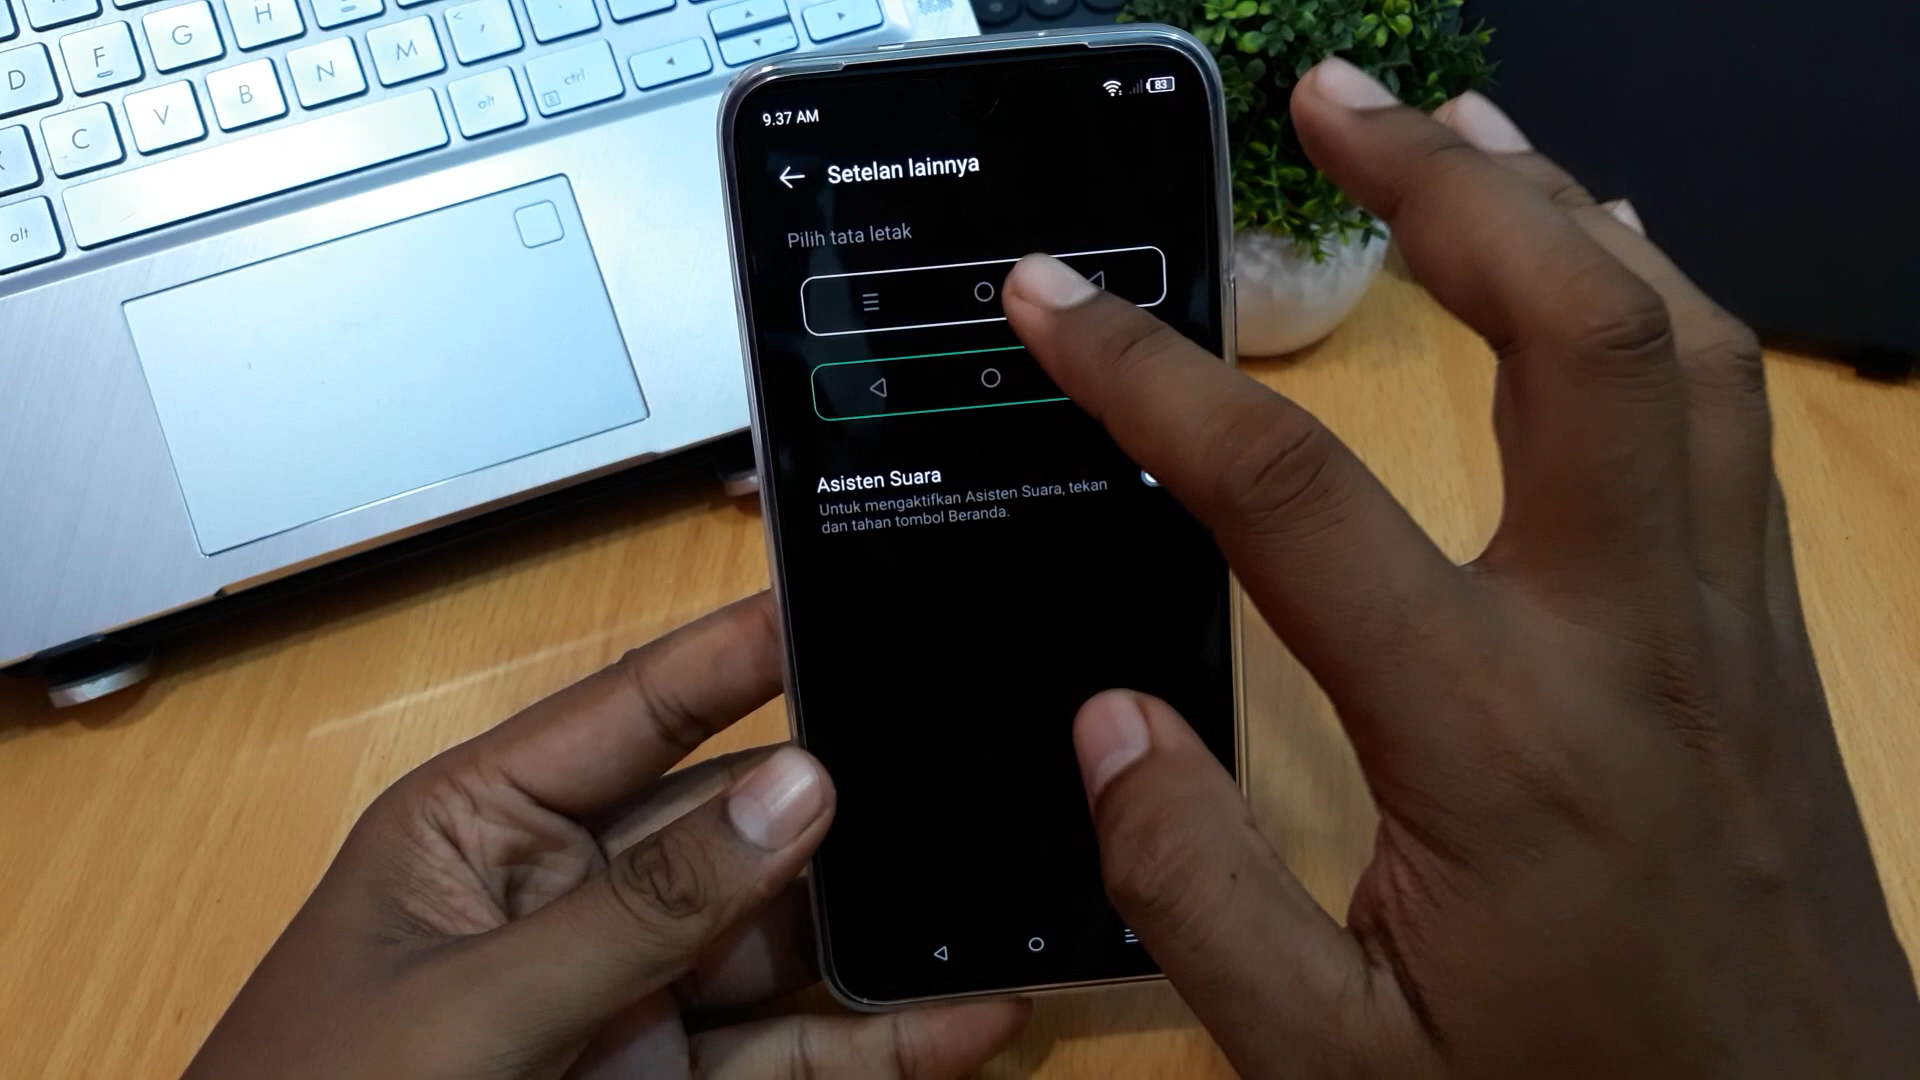 G
H
D
F
N
M
C
V
B
alt
ctrl
alt
83
9.37 AM
Setelan lainnya
Pilih tata letak
Asisten Suara
Untuk mengaktifkan Asisten Suara, tekan
dan tahan tombol Beranda.